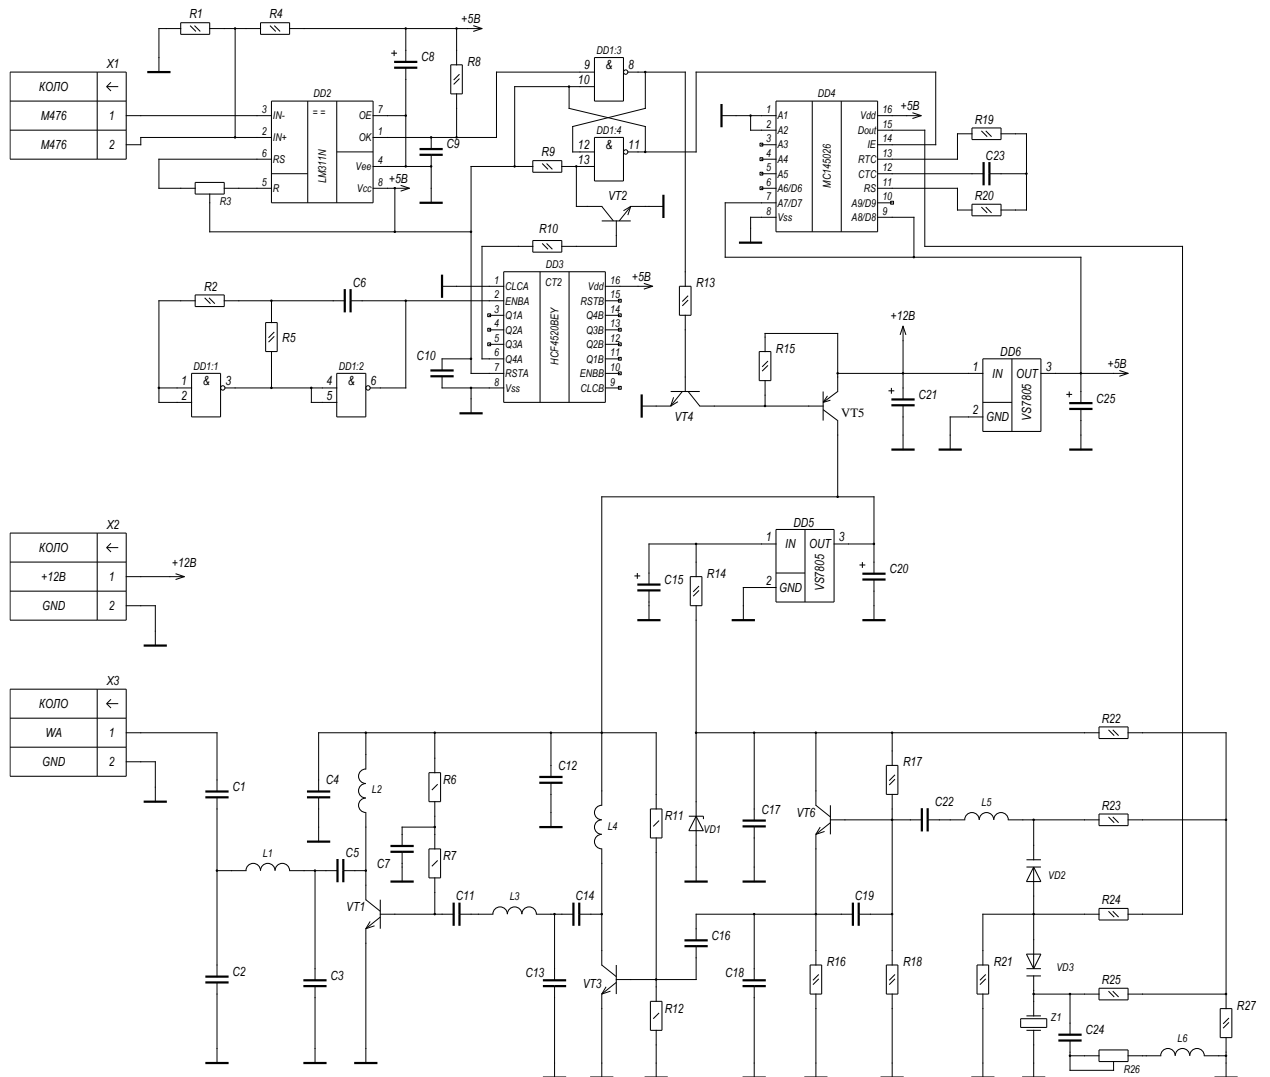 R1
R4
+5В
X1
КОЛО ←
М476 1
М476 2
+ C8
R8
DD2
3 IN- = = OE 7
2 IN+ OK 1
6 RS
LM311N
Vee 4
5 R Vcc 8
+5В
C9
R3
DD1:3
9 & 8
10
DD1:4
12 & 11
13
R9
VT2
R10
DD4
1 A1 Vdd 16
2 A2 Dout 15
3 A3 IE 14
4 A4 RTC 13
5 A5 CTC 12
6 A6/D6 RS 11
7 A7/D7 A9/D9 10
8 Vss A8/D8 9
MC145026
+5В
R19
C23
R20
R2
C6
R5
DD1:1
1 & 3
2
DD1:2
4 & 6
5
DD3
1 CLCA CT2 Vdd 16
2 ENBA RSTB 15
3 Q1A Q4B 14
4 Q2A Q3B 13
5 Q3A Q2B 12
6 Q4A Q1B 11
7 RSTA ENBB 10
8 Vss CLCB 9
HCF4520BEY
+5В
C10
R13
VT4
R15
VT5
+12В
+ C21
DD6
1 IN OUT 3
2 GND
VS7805
+5В
+ C25
X2
КОЛО ←
+12В 1
GND 2
+12В
DD5
1 IN OUT 3
2 GND
VS7805
+ C15
R14
+ C20
X3
КОЛО ←
WA 1
GND 2
C1
C4
L2
R6
C12
R11
L4
VD1
C17
VT6
R17
C22
L5
R22
R23
L1
C5
C7
R7
VT1
C11
L3
C14
C16
C19
VD2
R24
C2
C3
C13
VT3
R12
C18
R16
R18
R21
VD3
R25
Z1
C24
R26
L6
R27